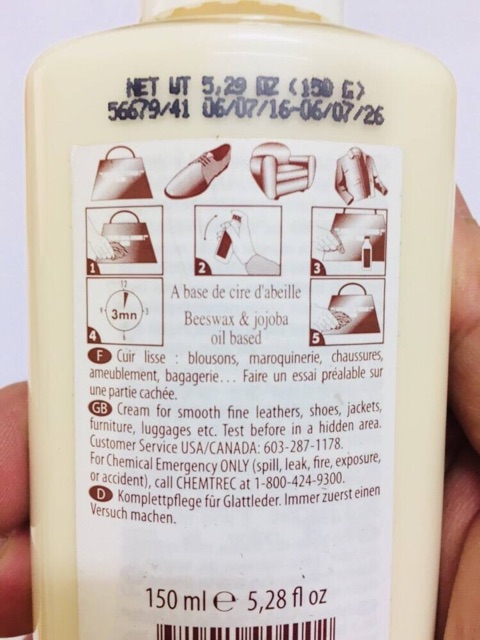 NET WT 5,29 OZ (150 G)
56679/41 06/07/16-06/07/26
1
2
3
4
12
3
6
3mn
A base de cire d'abeille
Beeswax & jojoba
oil based
5
F Cuir lisse : blousons, maroquinerie, chaussures,
ameublement, bagagerie... Faire un essai préalable sur
une partie cachée.
GB Cream for smooth fine leathers, shoes, jackets,
furniture, luggages etc. Test before in a hidden area.
Customer Service USA/CANADA: 603-287-1178.
For Chemical Emergency ONLY (spill, leak, fire, exposure,
or accident), call CHEMTREC at 1-800-424-9300.
D Komplettpflege für Glattleder. Immer zuerst einen
Versuch machen.
150 ml e 5,28 fl oz